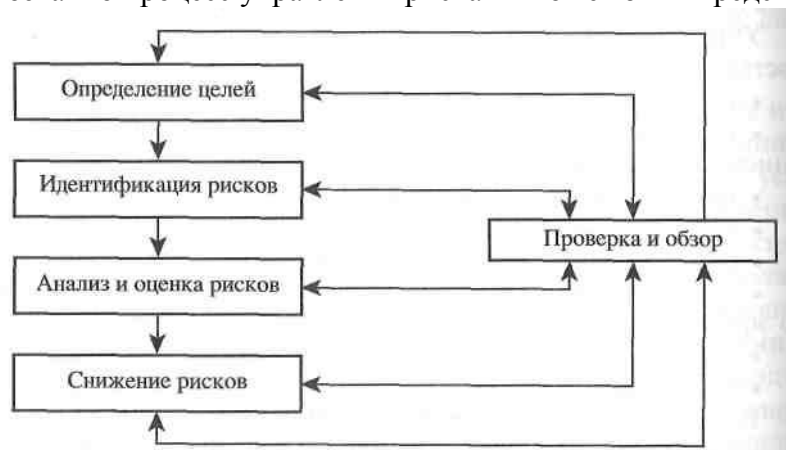 Определение целей
Идентификация рисков
Проверка и обзор
Анализ и оценка рисков
Снижение рисков